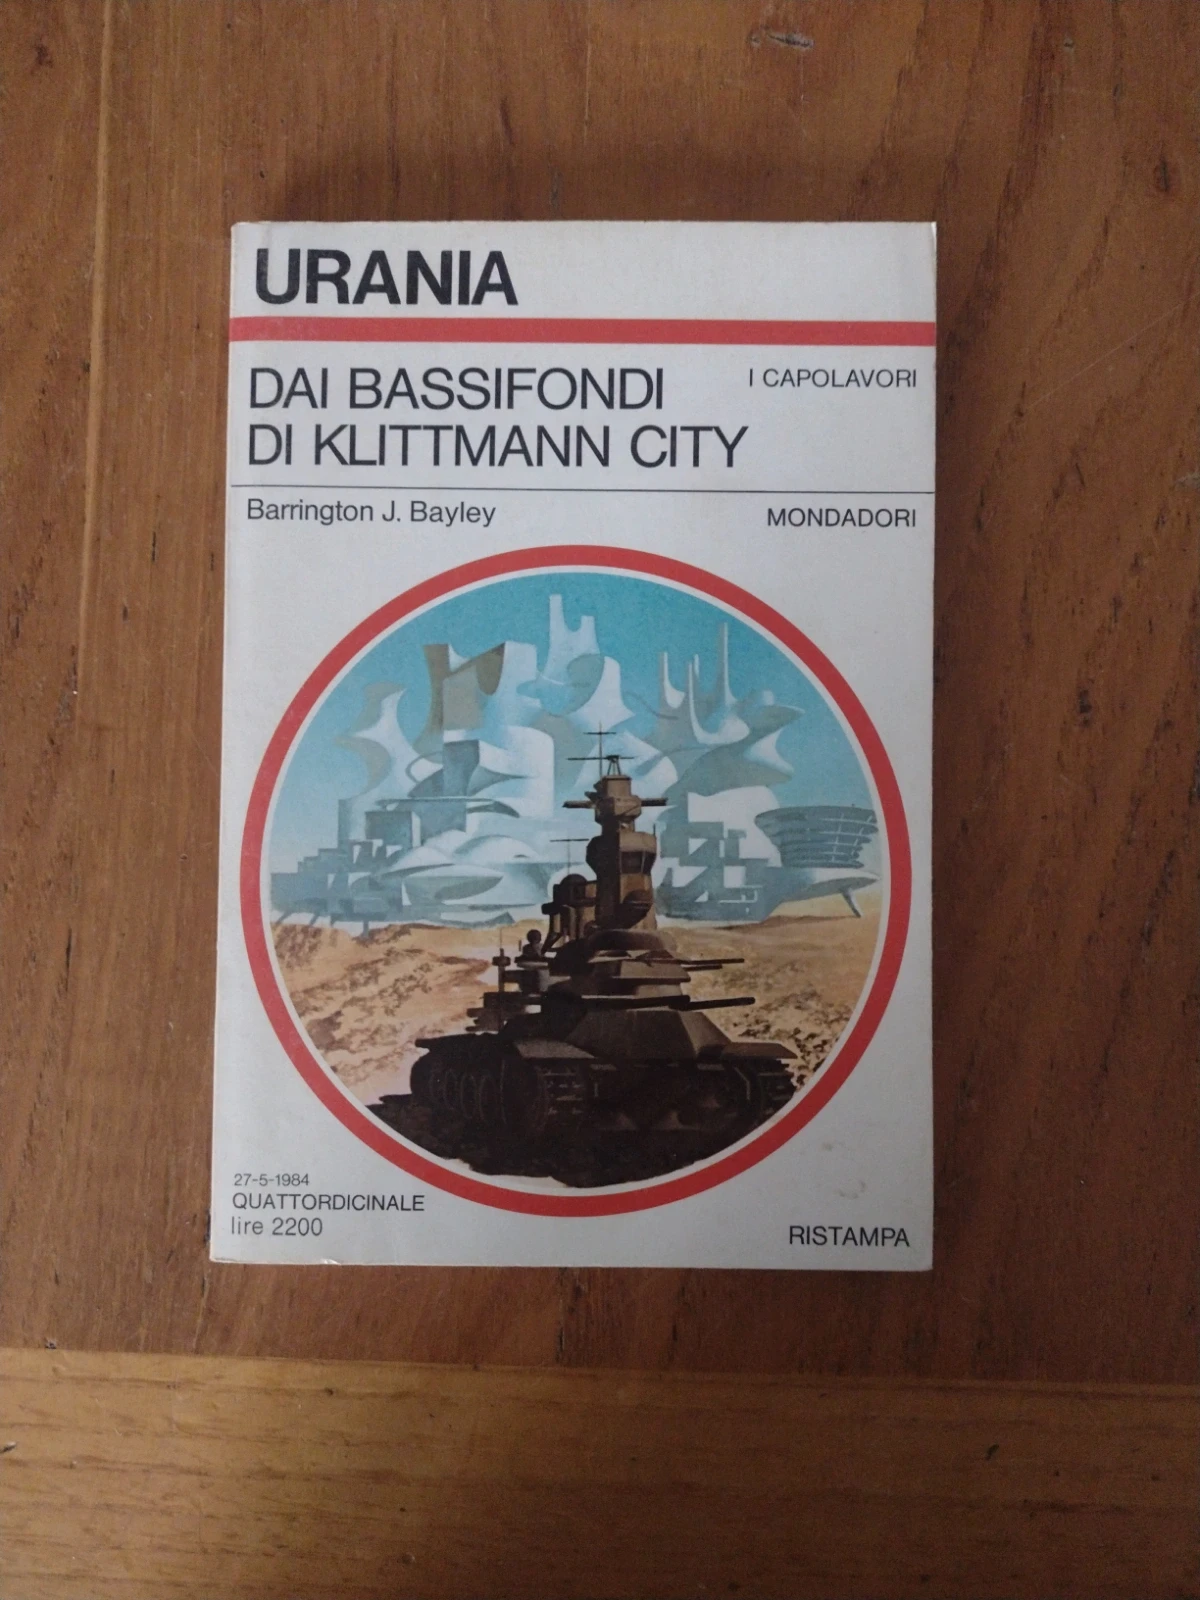 URANIA
DAI BASSIFONDI
DI KLITTMANN CITY
I CAPOLAVORI
Barrington J. Bayley
MONDADORI
27-5-1984
QUATTORDICINALE
lire 2200
RISTAMPA